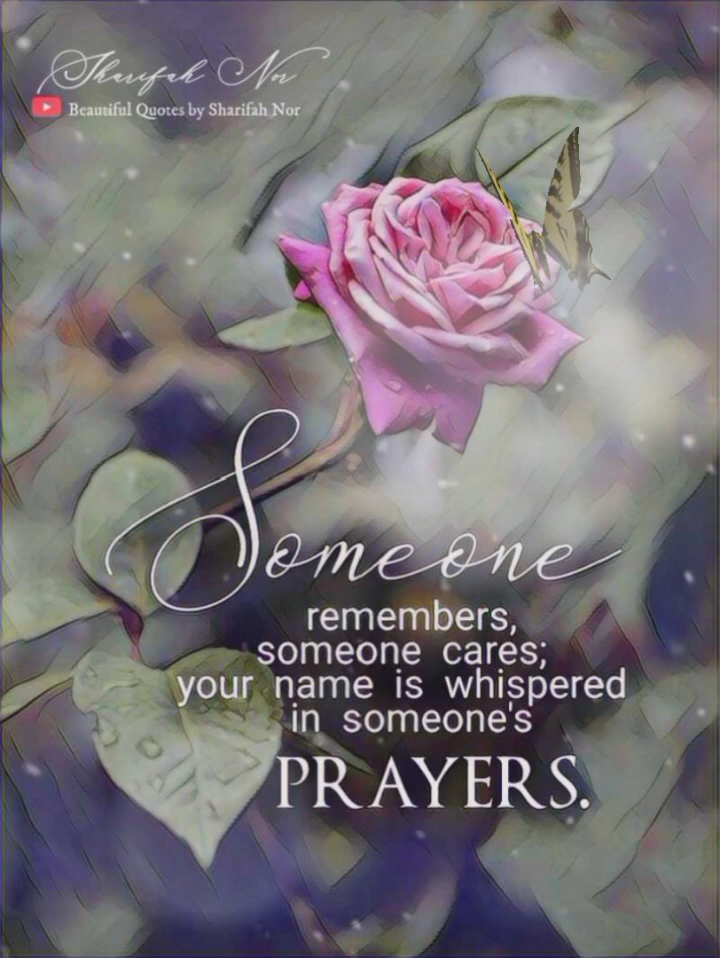 Sharifah Nor
Beautiful Quotes by Sharifah Nor
Someone
remembers,
someone cares;
your name is whispered
in someone's
PRAYERS.